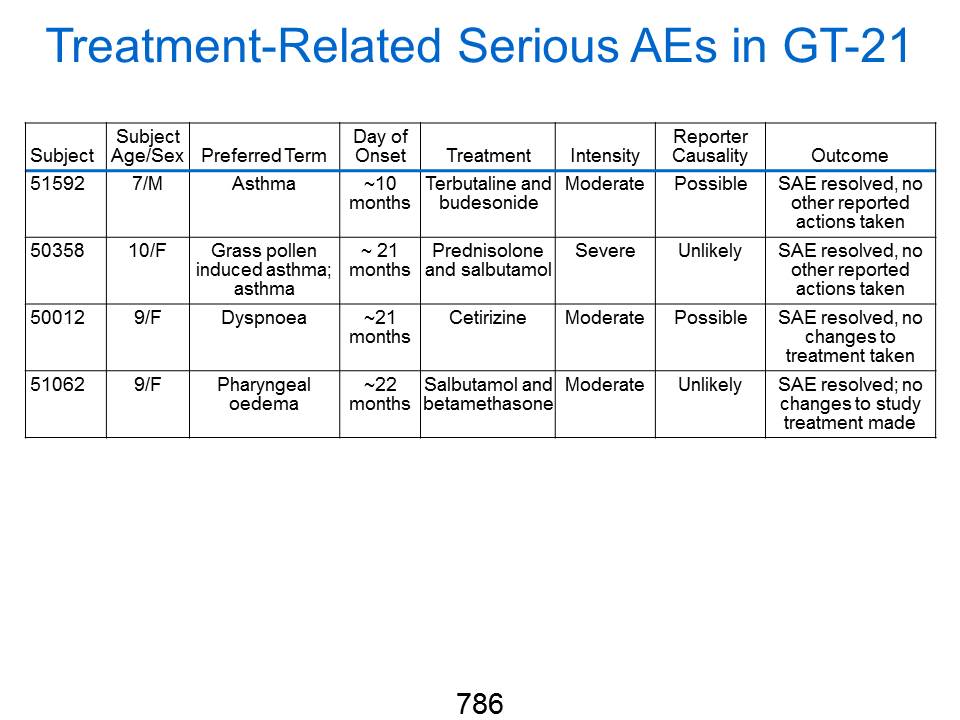 Treatment-Related Serious AEs in GT-21
Subject
Subject
Age/Sex
Preferred Term
Day of
Onset
Treatment
Intensity
Reporter
Causality
Outcome
51592
7/M
Asthma
~10
months
Terbutaline and
budesonide
Moderate
Possible
SAE resolved, no
other reported
actions taken
50358
10/F
Grass pollen
induced asthma;
asthma
~ 21
months
Prednisolone
and salbutamol
Severe
Unlikely
SAE resolved, no
other reported
actions taken
50012
9/F
Dyspnoea
~21
months
Cetirizine
Moderate
Possible
SAE resolved, no
changes to
treatment taken
51062
9/F
Pharyngeal
oedema
~22
months
Salbutamol and
betamethasone
Moderate
Unlikely
SAE resolved; no
changes to study
treatment made
786